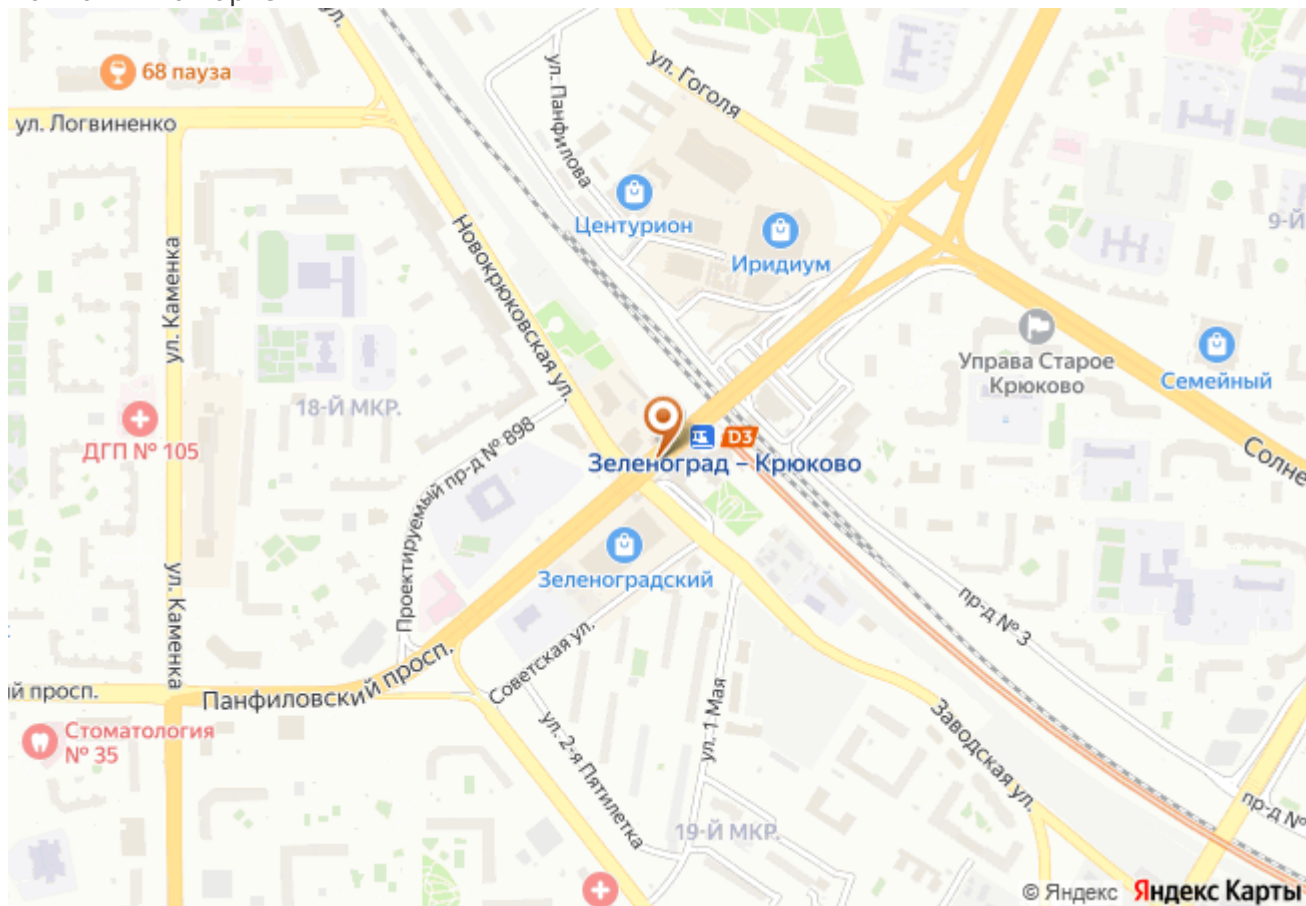 68 пауза
ул.
ул. Гоголя
ул. Панфилова
ул. Логвиненко
Центурион
Иридиум
9-Й
Новокрюковская ул.
ул. Каменка
Управа Старое
Крюково
Семейный
18-Й МКР.
ДГП № 105
Проектируемый пр-д № 898
D3
Зеленоград – Крюково
Солне
Зеленоградский
ул. Каменка
пр-д № 3
Советская ул.
Панфиловский просп.
й просп.
Стоматология
№ 35
ул. 1 Мая
ул. 2-я Пятилетка
Заводская ул.
пр-д №
19-Й МКР.
© Яндекс Яндекс Карты